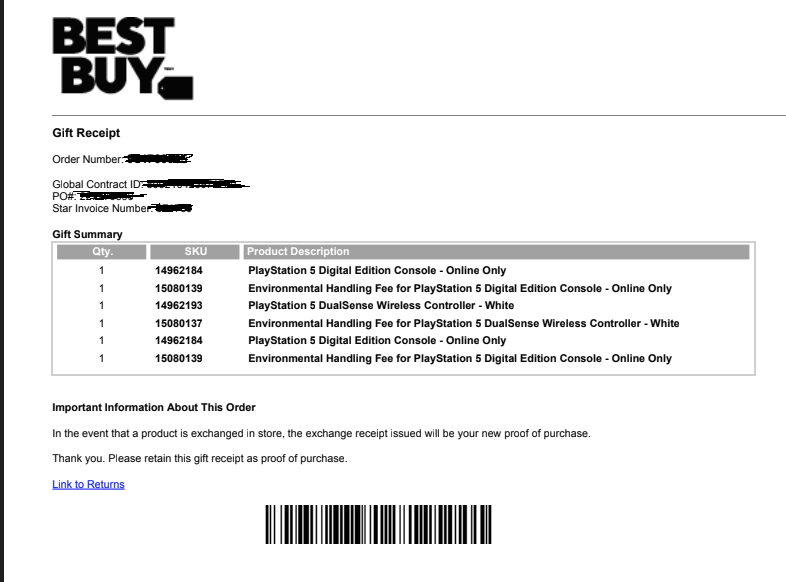 BEST
BUY
Gift Receipt
Order Number:
Global Contract ID:
PO#:
Star Invoice Number:
Gift Summary
Qty. SKU Product Description
1 14962184 PlayStation 5 Digital Edition Console - Online Only
1 15080139 Environmental Handling Fee for PlayStation 5 Digital Edition Console - Online Only
1 14962193 PlayStation 5 DualSense Wireless Controller - White
1 15080137 Environmental Handling Fee for PlayStation 5 DualSense Wireless Controller - White
1 14962184 PlayStation 5 Digital Edition Console - Online Only
1 15080139 Environmental Handling Fee for PlayStation 5 Digital Edition Console - Online Only
Important Information About This Order
In the event that a product is exchanged in store, the exchange receipt issued will be your new proof of purchase.
Thank you. Please retain this gift receipt as proof of purchase.
Link to Returns